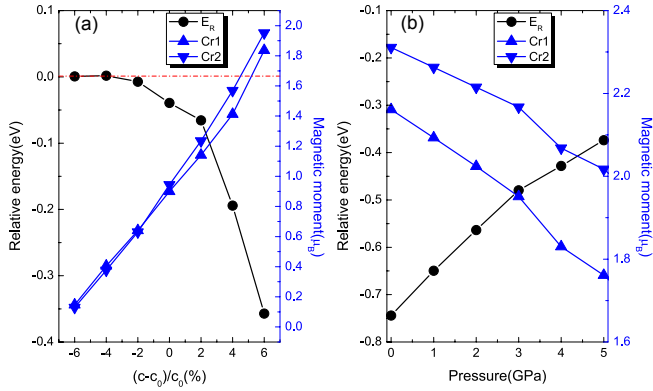 (a)
E_R
Cr1
Cr2
0.1
0.0
-0.1
-0.2
-0.3
-0.4
Relative energy(eV)
-6 -4 -2 0 2 4 6
(c-c₀)/c₀(%)
2.0
1.8
1.6
1.4
1.2
1.0
0.8
0.6
0.4
0.2
0.0
Magnetic moment(μ_B)
(b)
E_R
Cr1
Cr2
-0.1
-0.2
-0.3
-0.4
-0.5
-0.6
-0.7
-0.8
Relative energy(eV)
0 1 2 3 4 5
Pressure(GPa)
2.4
2.2
2.0
1.8
1.6
Magnetic moment(μ_B)